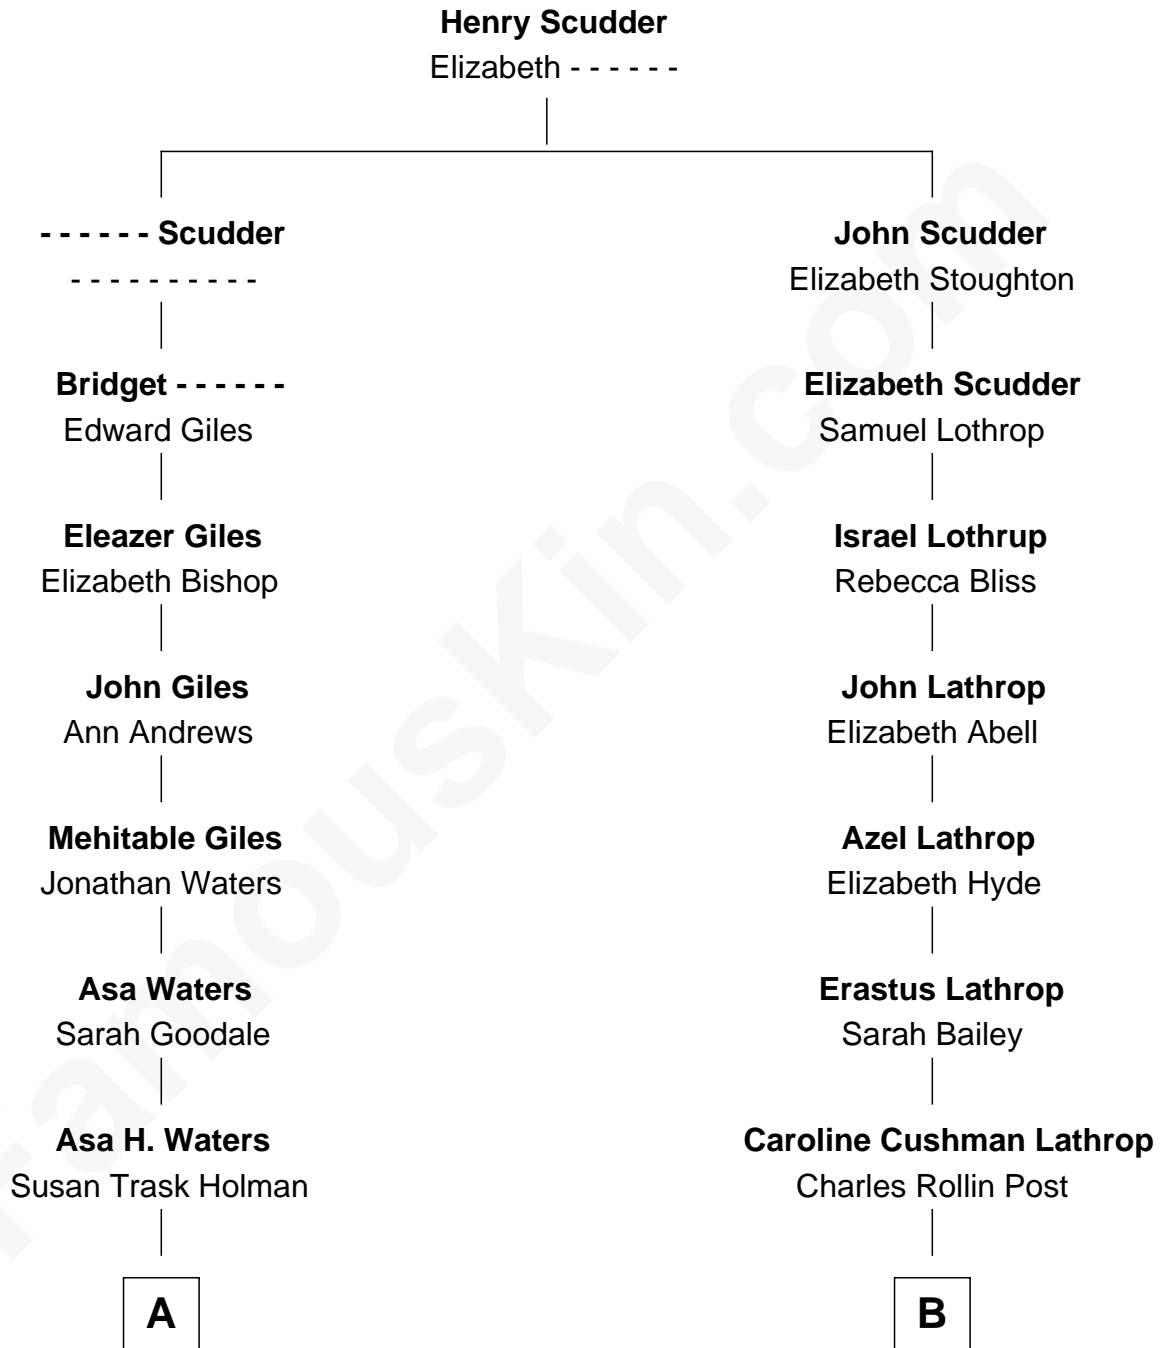 Henry Scudder
Elizabeth - - - - - -
- - - - - - Scudder
- - - - - - - - - -
Bridget - - - - - -
Edward Giles
Eleazer Giles
Elizabeth Bishop
John Giles
Ann Andrews
Mehitable Giles
Jonathan Waters
Asa Waters
Sarah Goodale
Asa H. Waters
Susan Trask Holman
A
John Scudder
Elizabeth Stoughton
Elizabeth Scudder
Samuel Lothrop
Israel Lothrup
Rebecca Bliss
John Lathrop
Elizabeth Abell
Azel Lathrop
Elizabeth Hyde
Erastus Lathrop
Sarah Bailey
Caroline Cushman Lathrop
Charles Rollin Post
B
FamousKin.com